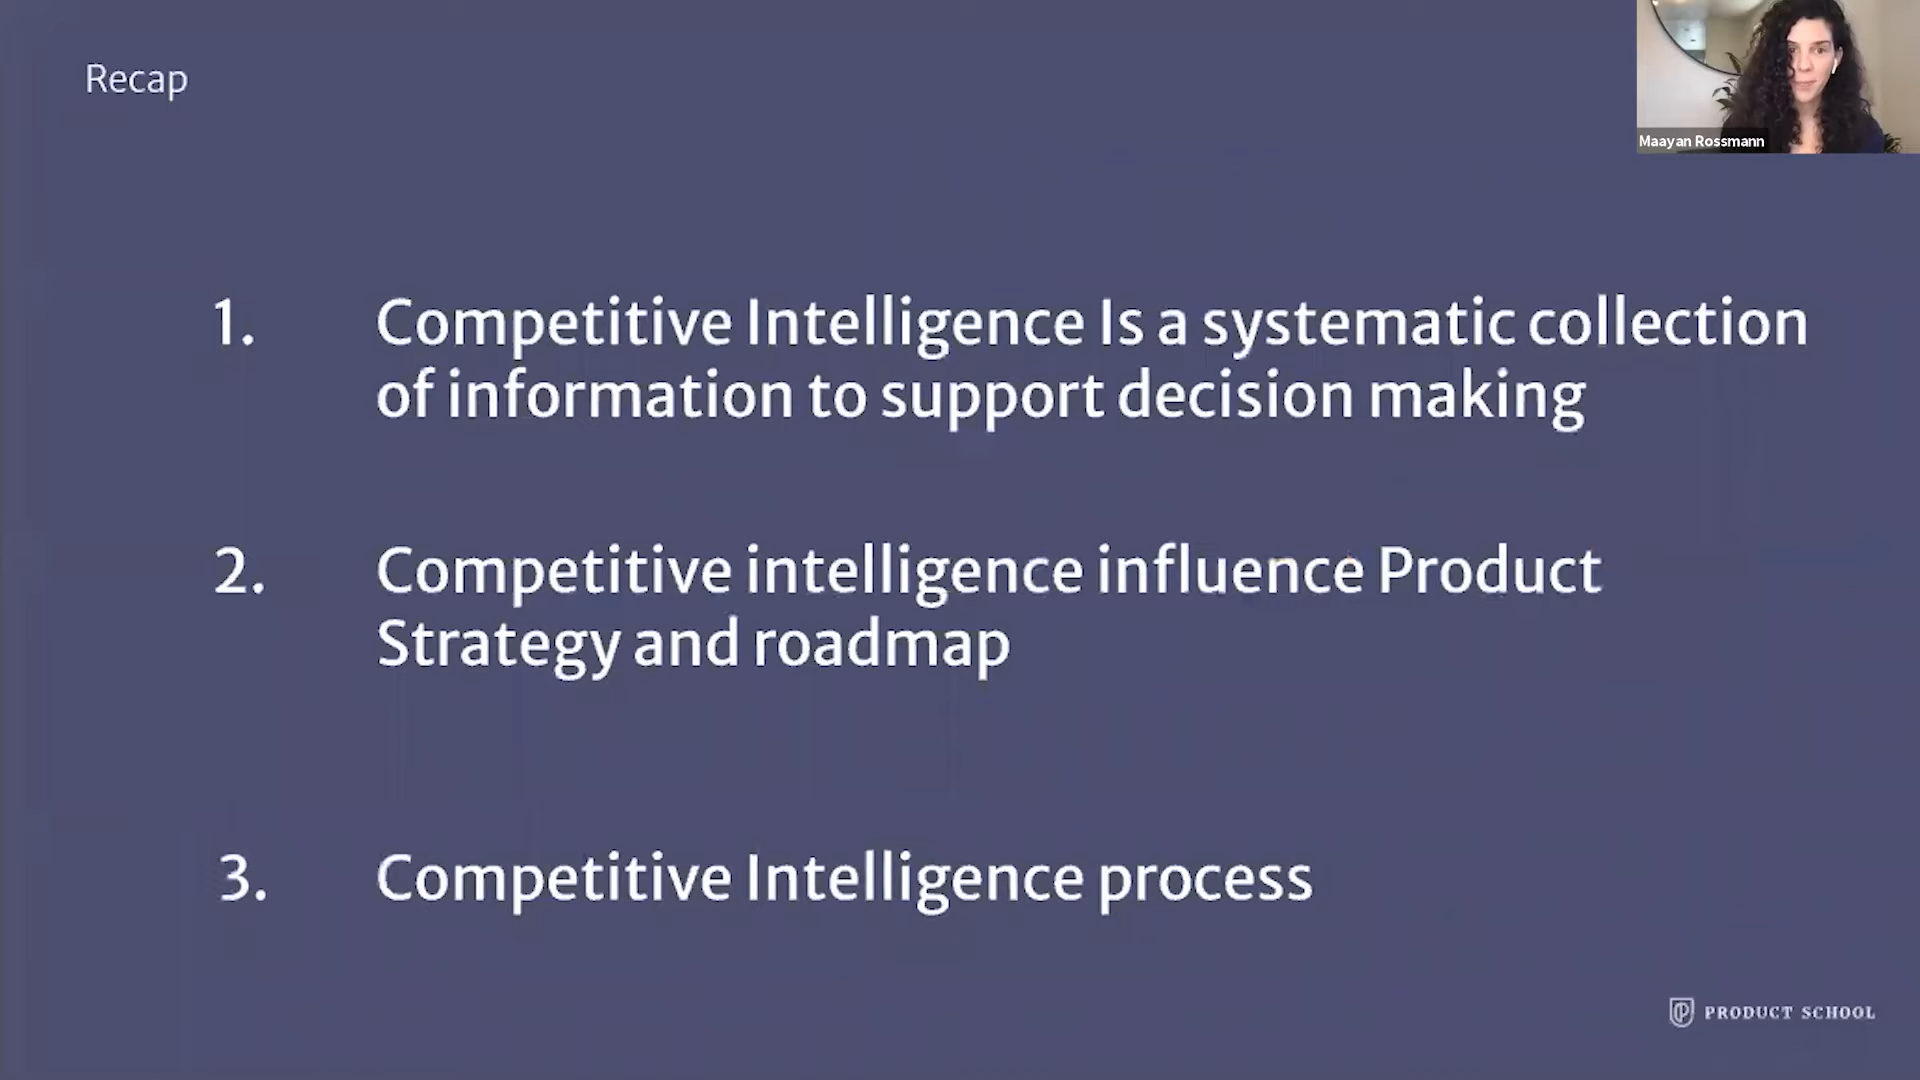 Recap
Maayan Rossmann
1. Competitive Intelligence Is a systematic collection
of information to support decision making
2. Competitive intelligence influence Product
Strategy and roadmap
3. Competitive Intelligence process
PRODUCT SCHOOL